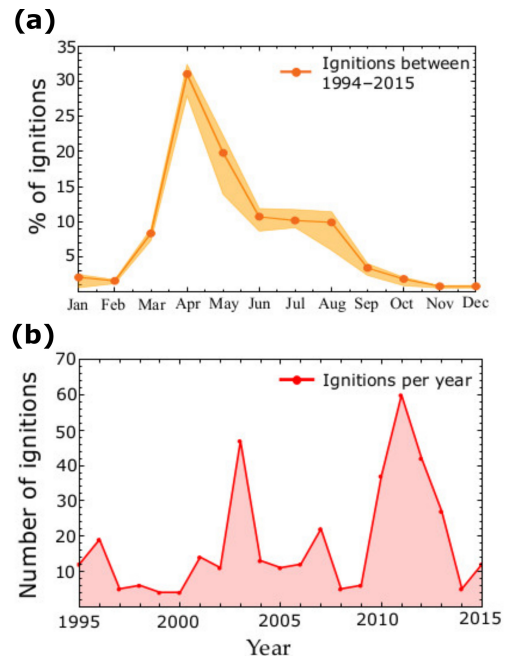 (a)
35
30
25
20
15
10
5
% of ignitions
Ignitions between
1994–2015
Jan Feb Mar Apr May Jun Jul Aug Sep Oct Nov Dec
(b)
70
60
50
40
30
20
10
Number of ignitions
Ignitions per year
1995 2000 2005 2010 2015
Year